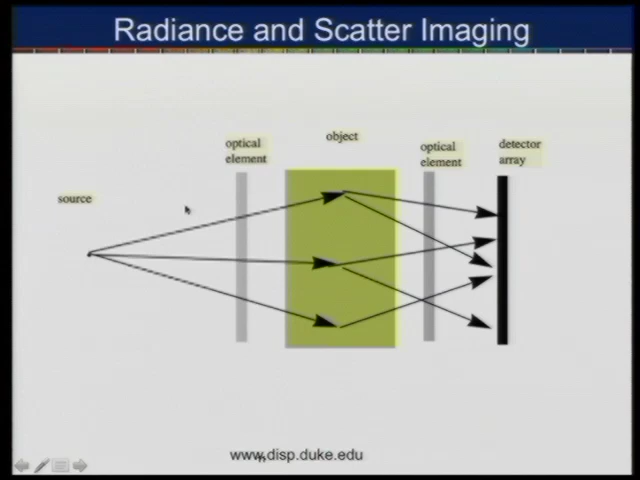 Radiance and Scatter Imaging
source
optical
element
object
optical
element
detector
array
www.disp.duke.edu